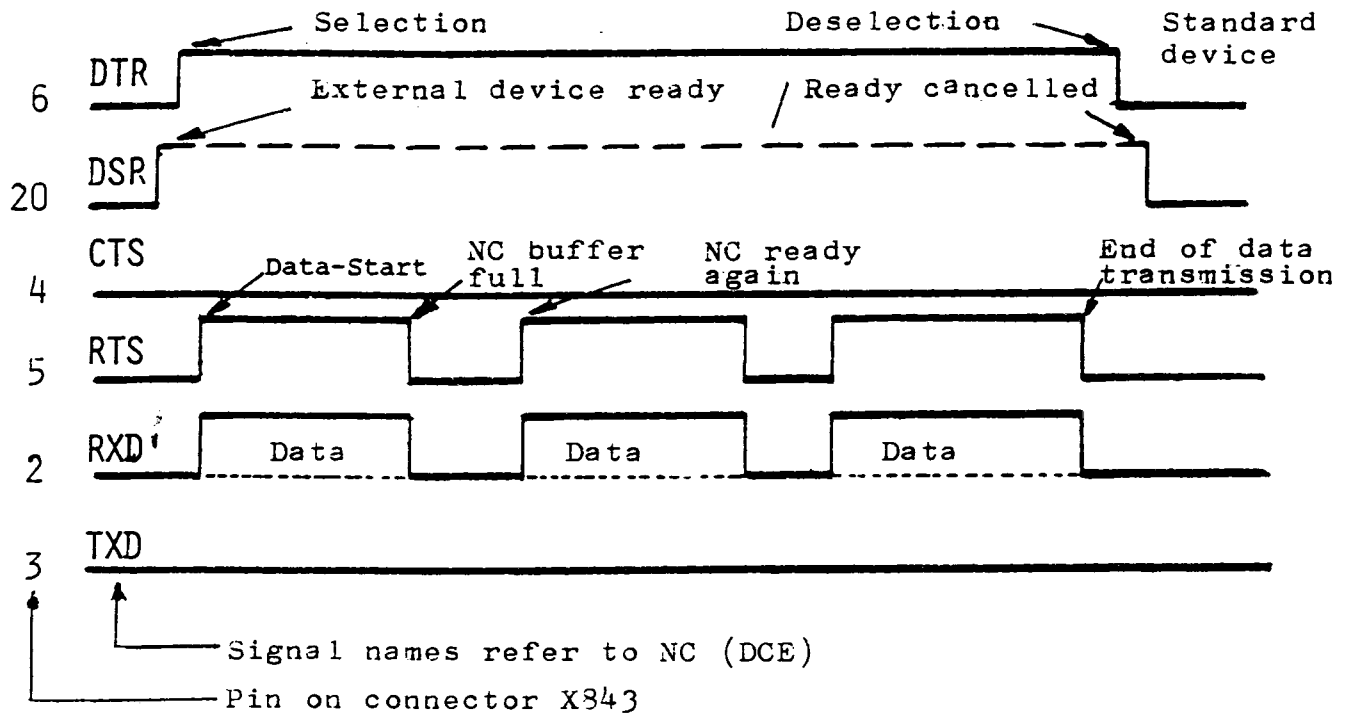 Selection
Deselection
Standard
device
6 DTR
External device ready
Ready cancelled
20 DSR
CTS
4
Data-Start
NC buffer
full
NC ready
again
End of data
transmission
5 RTS
2 RXD
Data
Data
Data
3 TXD
Signal names refer to NC (DCE)
Pin on connector X843